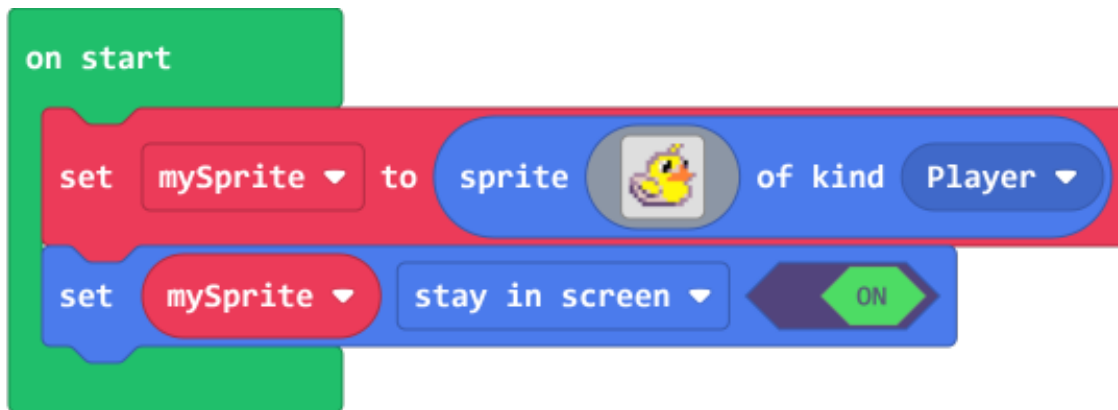 on start
set mySprite to sprite of kind Player
set mySprite stay in screen ON